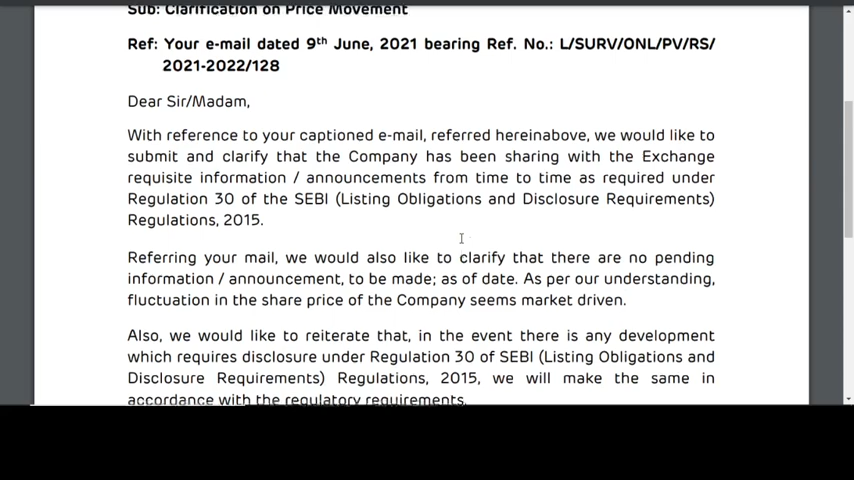 Sub: Clarification on Price Movement
Ref: Your e-mail dated 9th June, 2021 bearing Ref. No.: L/SURV/ONL/PV/RS/
2021-2022/128
Dear Sir/Madam,
With reference to your captioned e-mail, referred hereinabove, we would like to
submit and clarify that the Company has been sharing with the Exchange
requisite information / announcements from time to time as required under
Regulation 30 of the SEBI (Listing Obligations and Disclosure Requirements)
Regulations, 2015.
Referring your mail, we would also like to clarify that there are no pending
information / announcement, to be made; as of date. As per our understanding,
fluctuation in the share price of the Company seems market driven.
Also, we would like to reiterate that, in the event there is any development
which requires disclosure under Regulation 30 of SEBI (Listing Obligations and
Disclosure Requirements) Regulations, 2015, we will make the same in
accordance with the regulatory requirements.